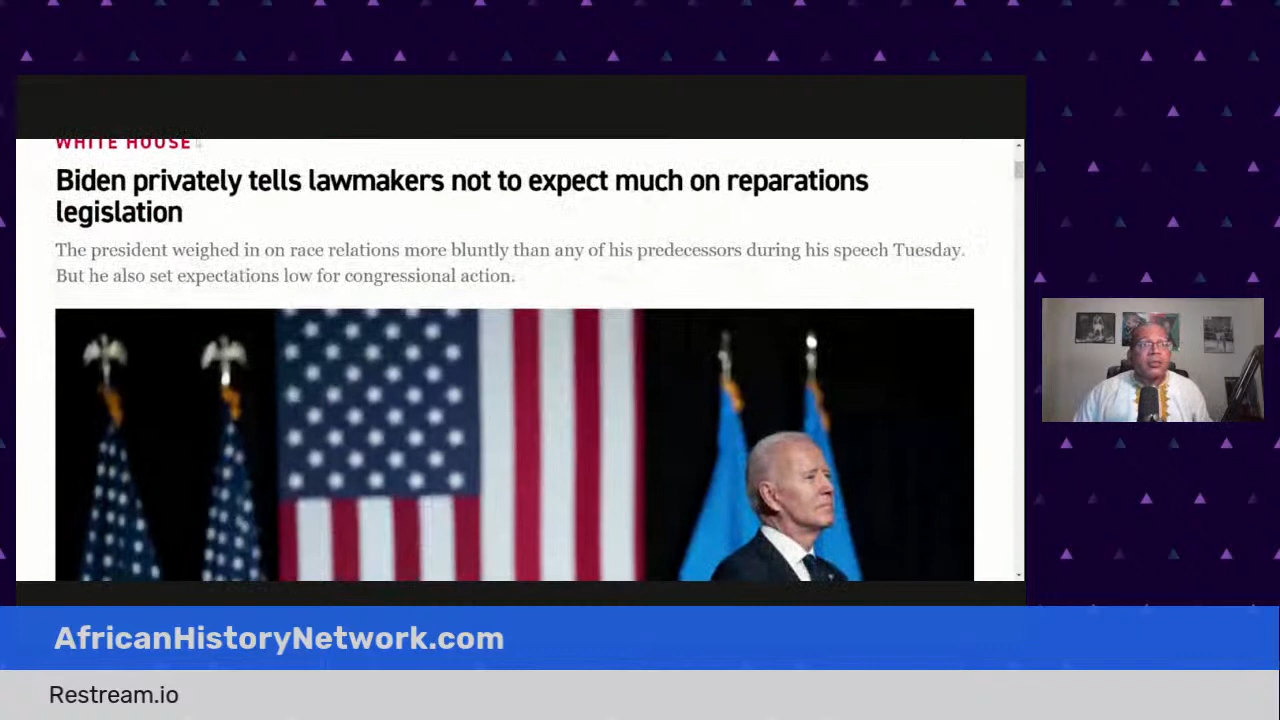 WHITE HOUSE
Biden privately tells lawmakers not to expect much on reparations
legislation
The president weighed in on race relations more bluntly than any of his predecessors during his speech Tuesday.
But he also set expectations low for congressional action.
AfricanHistoryNetwork.com
Restream.io